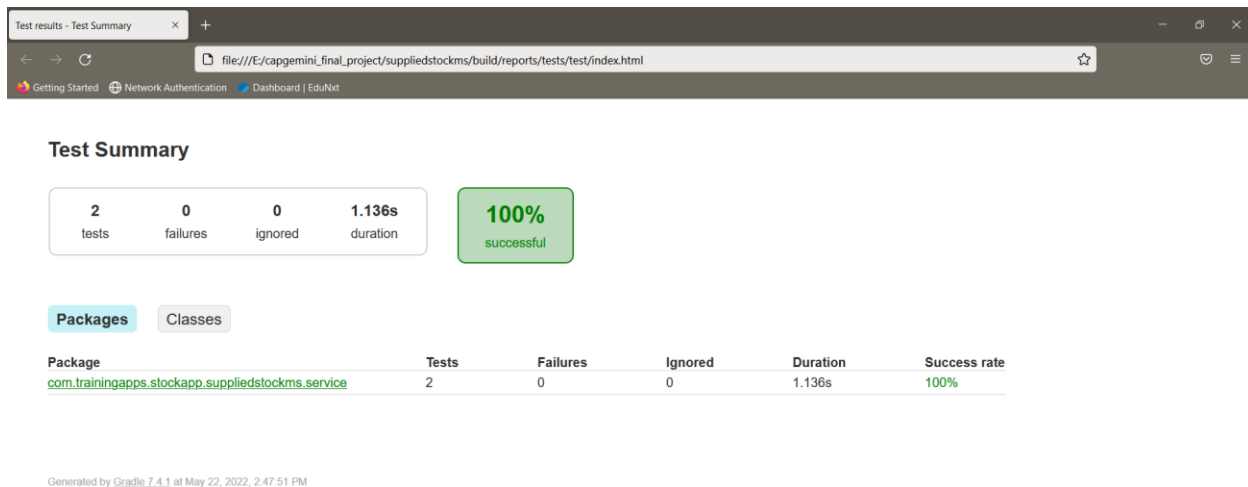 Test results - Test Summary
file:///E:/capgemini_final_project/suppliedstockms/build/reports/tests/test/index.html
Getting Started Network Authentication Dashboard | EduNxt
Test Summary
2 0 0 1.136s
tests failures ignored duration
100%
successful
Packages Classes
Package Tests Failures Ignored Duration Success rate
com.trainingapps.stockapp.suppliedstockms.service 2 0 0 1.136s 100%
Generated by Gradle 7.4.1 at May 22, 2022, 2:47:51 PM